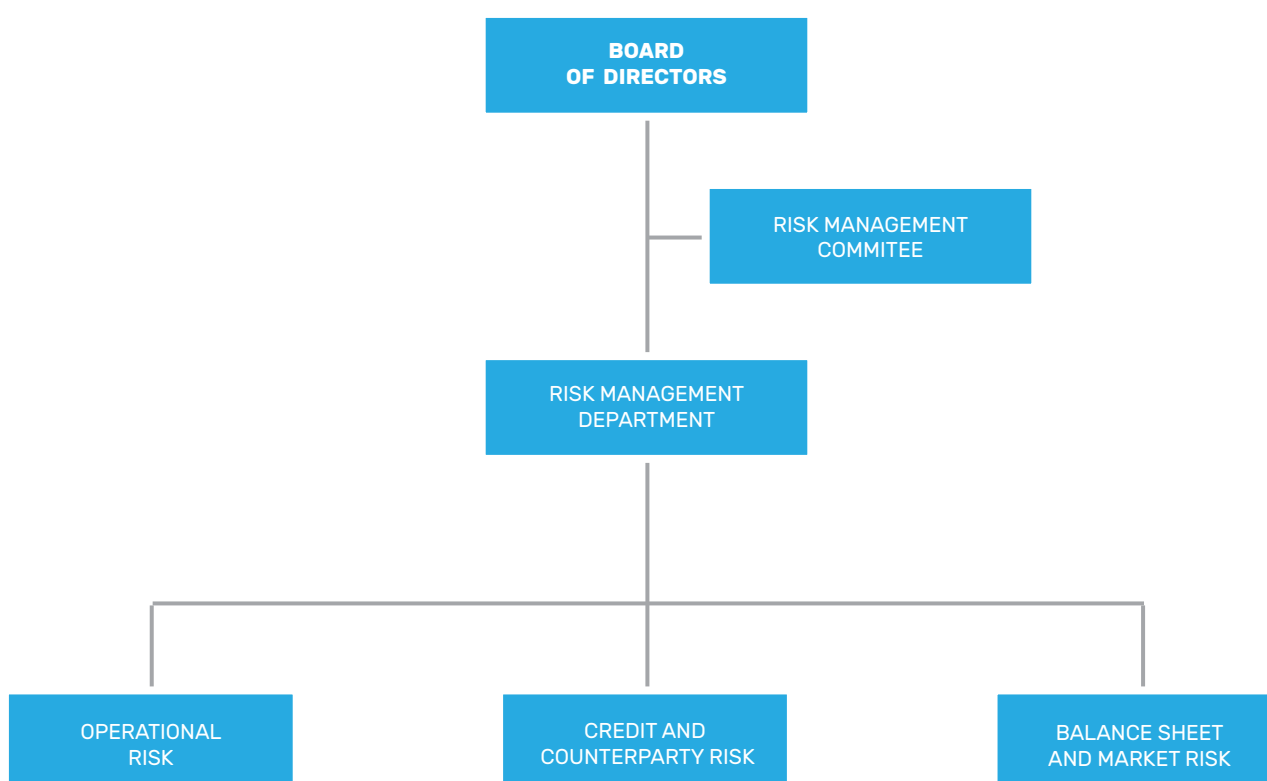 BOARD
OF DIRECTORS
RISK MANAGEMENT
COMMITEE
RISK MANAGEMENT
DEPARTMENT
OPERATIONAL
RISK
CREDIT AND
COUNTERPARTY RISK
BALANCE SHEET
AND MARKET RISK